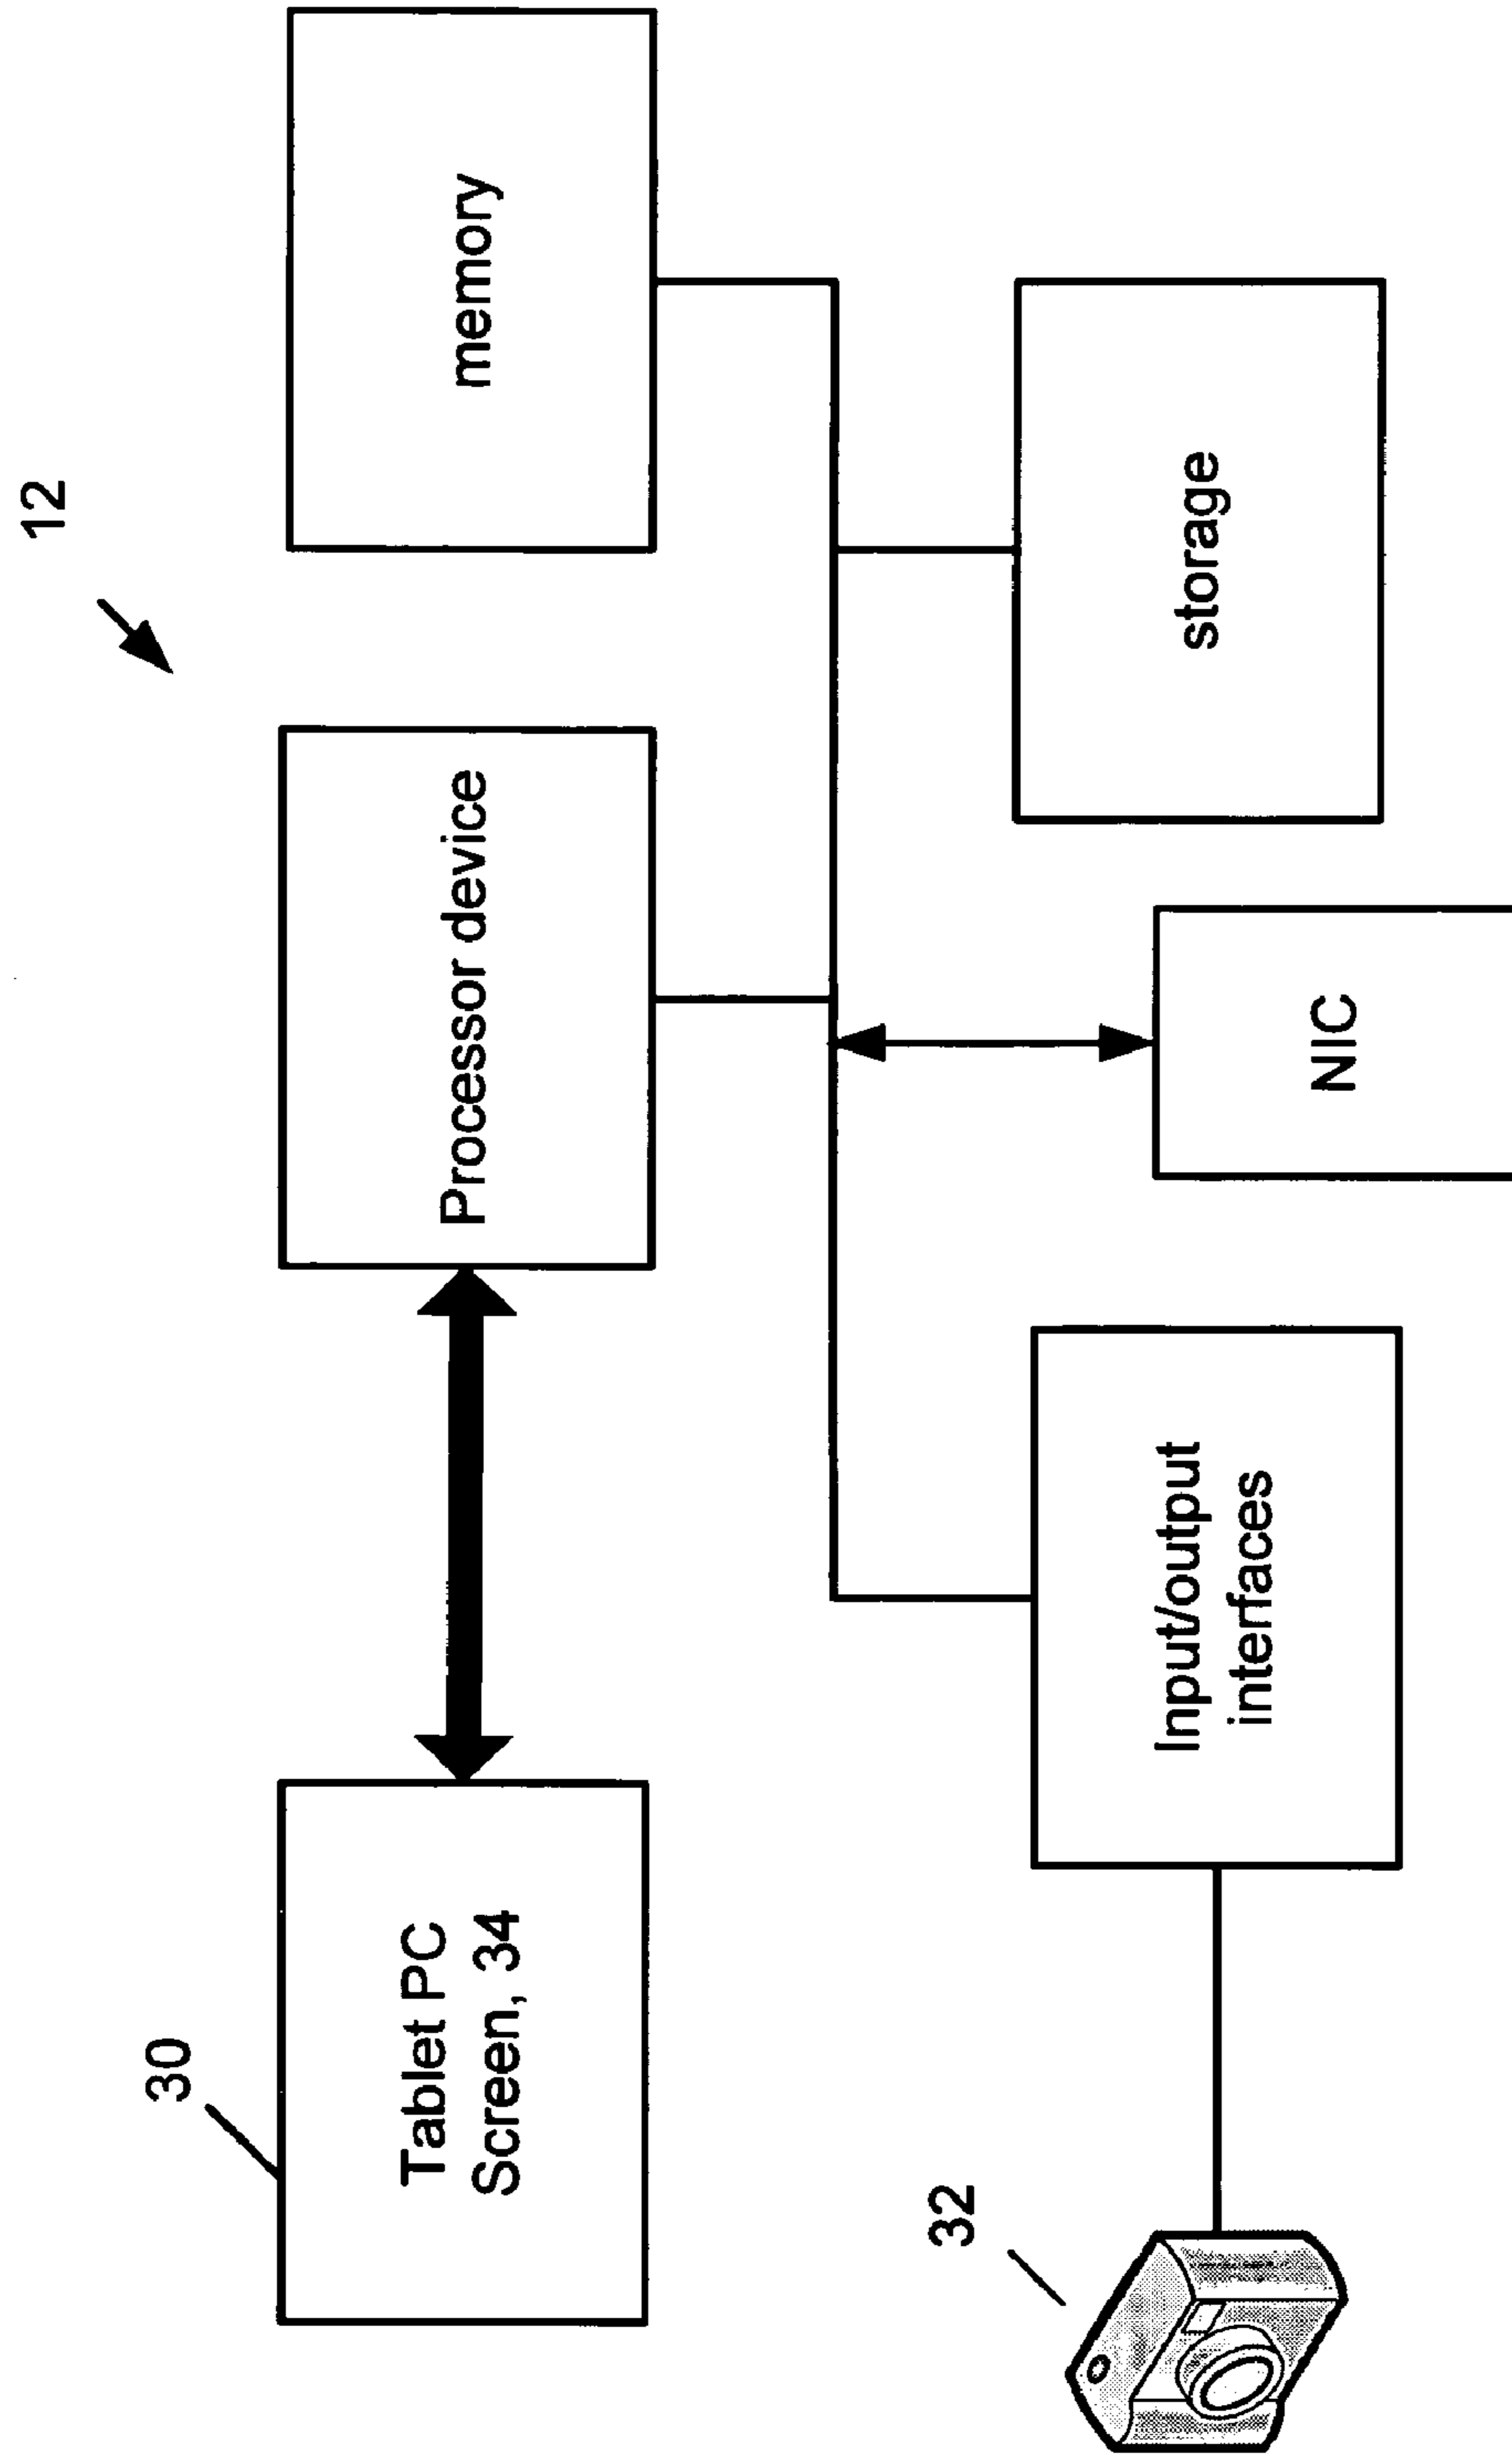 12
30
Tablet PC
Screen, 34
Processor device
memory
32
Input/output
interfaces
NIC
storage